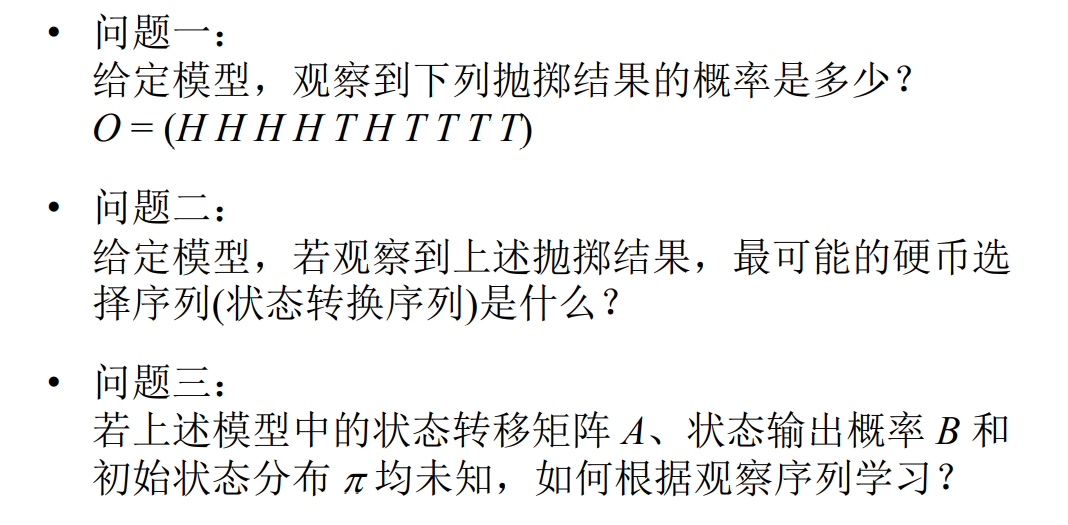 • 问题一：
给定模型，观察到下列抛掷结果的概率是多少？
O = (H H H H T H T T T T)
• 问题二：
给定模型，若观察到上述抛掷结果，最可能的硬币选
择序列(状态转换序列)是什么？
• 问题三：
若上述模型中的状态转移矩阵 A、状态输出概率 B 和
初始状态分布 π 均未知，如何根据观察序列学习？